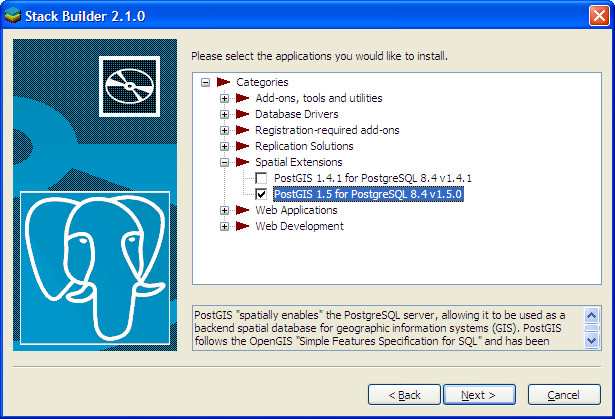 Stack Builder 2.1.0
Please select the applications you would like to install.
Categories
Add-ons, tools and utilities
Database Drivers
Registration-required add-ons
Replication Solutions
Spatial Extensions
PostGIS 1.4.1 for PostgreSQL 8.4 v1.4.1
PostGIS 1.5 for PostgreSQL 8.4 v1.5.0
Web Applications
Web Development
PostGIS "spatially enables" the PostgreSQL server, allowing it to be used as a
backend spatial database for geographic information systems (GIS). PostGIS
follows the OpenGIS "Simple Features Specification for SQL" and has been
< Back Next > Cancel